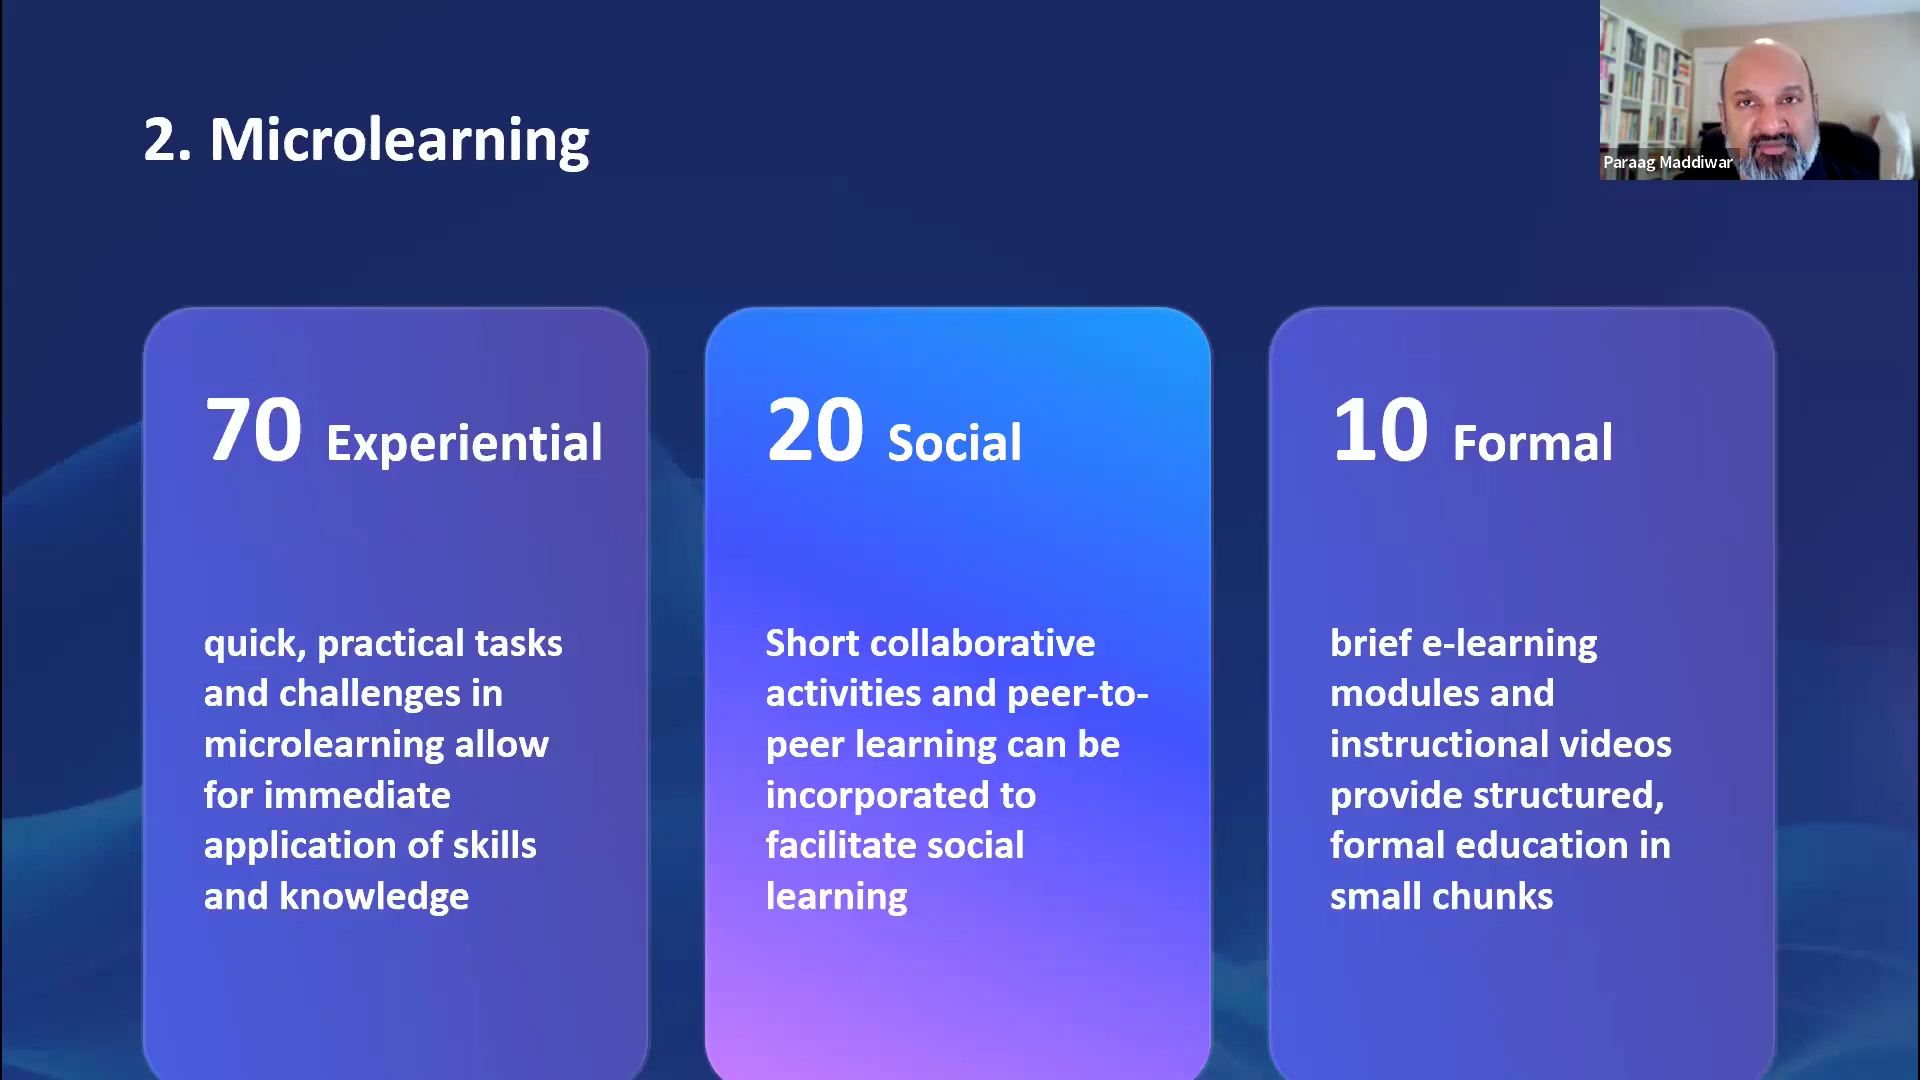 2. Microlearning
Paraag Maddiwar
70 Experiential
quick, practical tasks
and challenges in
microlearning allow
for immediate
application of skills
and knowledge
20 Social
Short collaborative
activities and peer-to-
peer learning can be
incorporated to
facilitate social
learning
10 Formal
brief e-learning
modules and
instructional videos
provide structured,
formal education in
small chunks